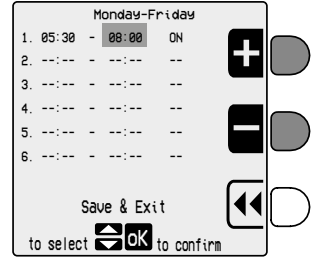 Monday-Friday
1. 05:30 - 08:00 ON
2. --:-- - --:-- --
3. --:-- - --:-- --
4. --:-- - --:-- --
5. --:-- - --:-- --
6. --:-- - --:-- --
Save & Exit
to select OK to confirm